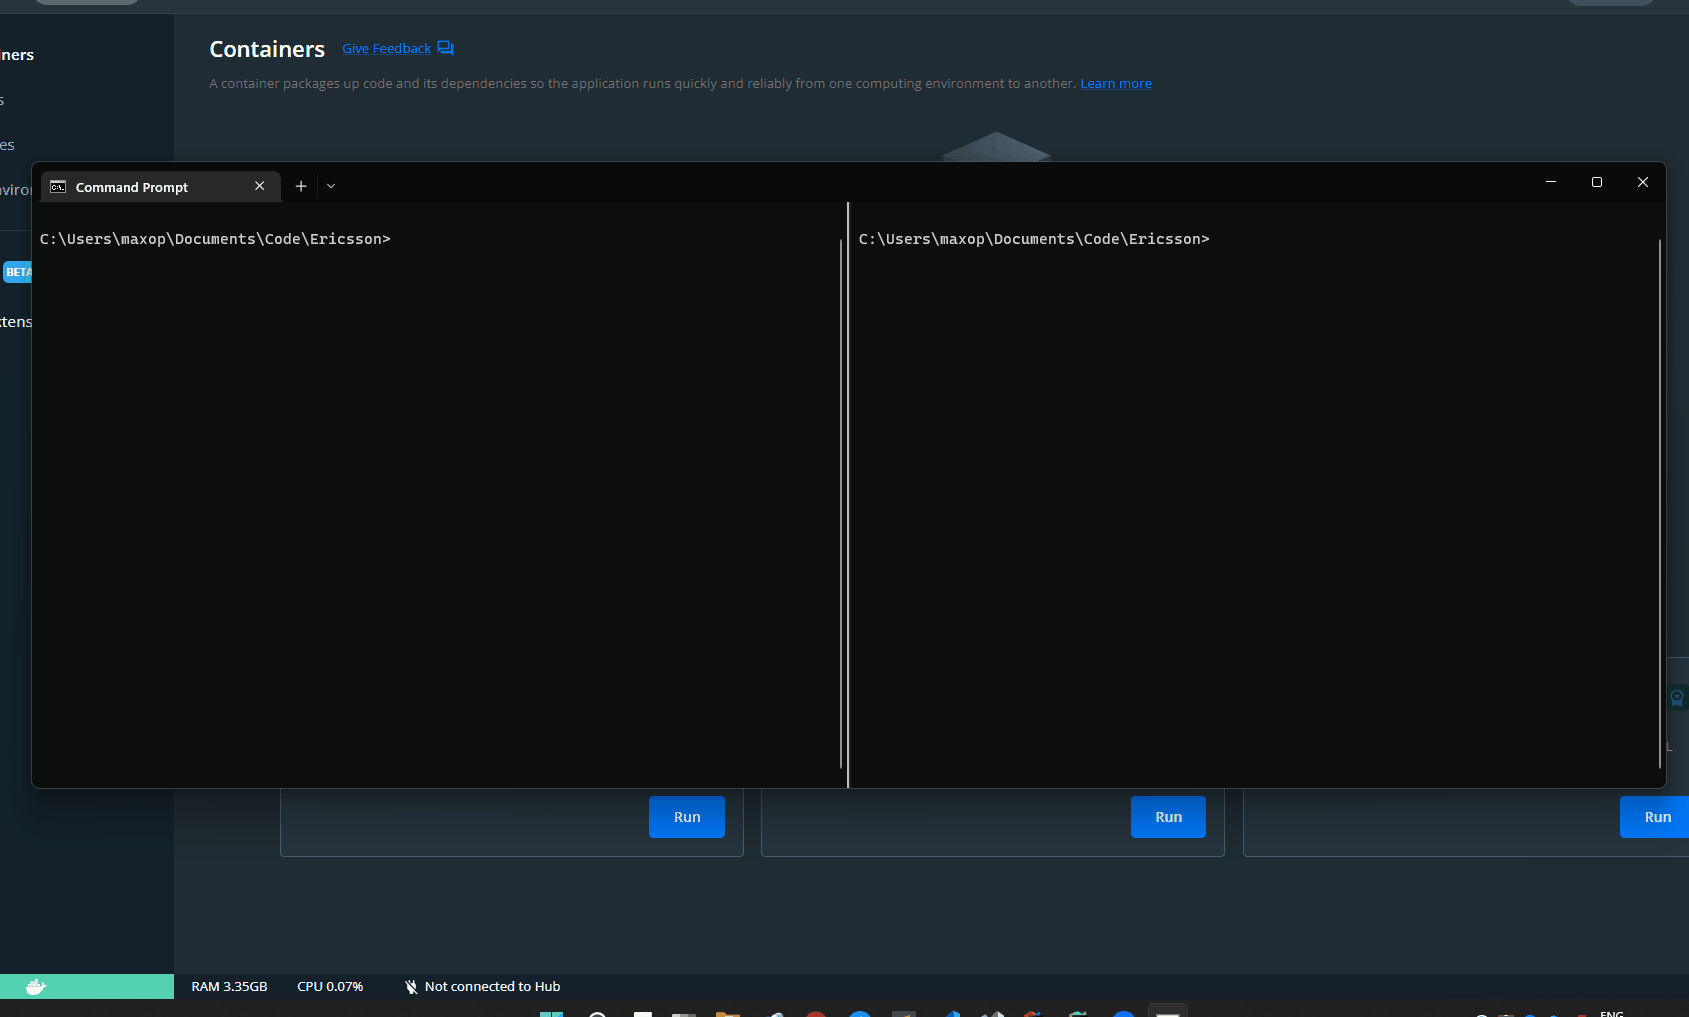 Containers Give Feedback
A container packages up code and its dependencies so the application runs quickly and reliably from one computing environment to another. Learn more
iners
s
es
nviron
BETA
xtens
Command Prompt
C:\Users\maxop\Documents\Code\Ericsson>
C:\Users\maxop\Documents\Code\Ericsson>
L
Run
Run
Run
RAM 3.35GB CPU 0.07% Not connected to Hub
ENG